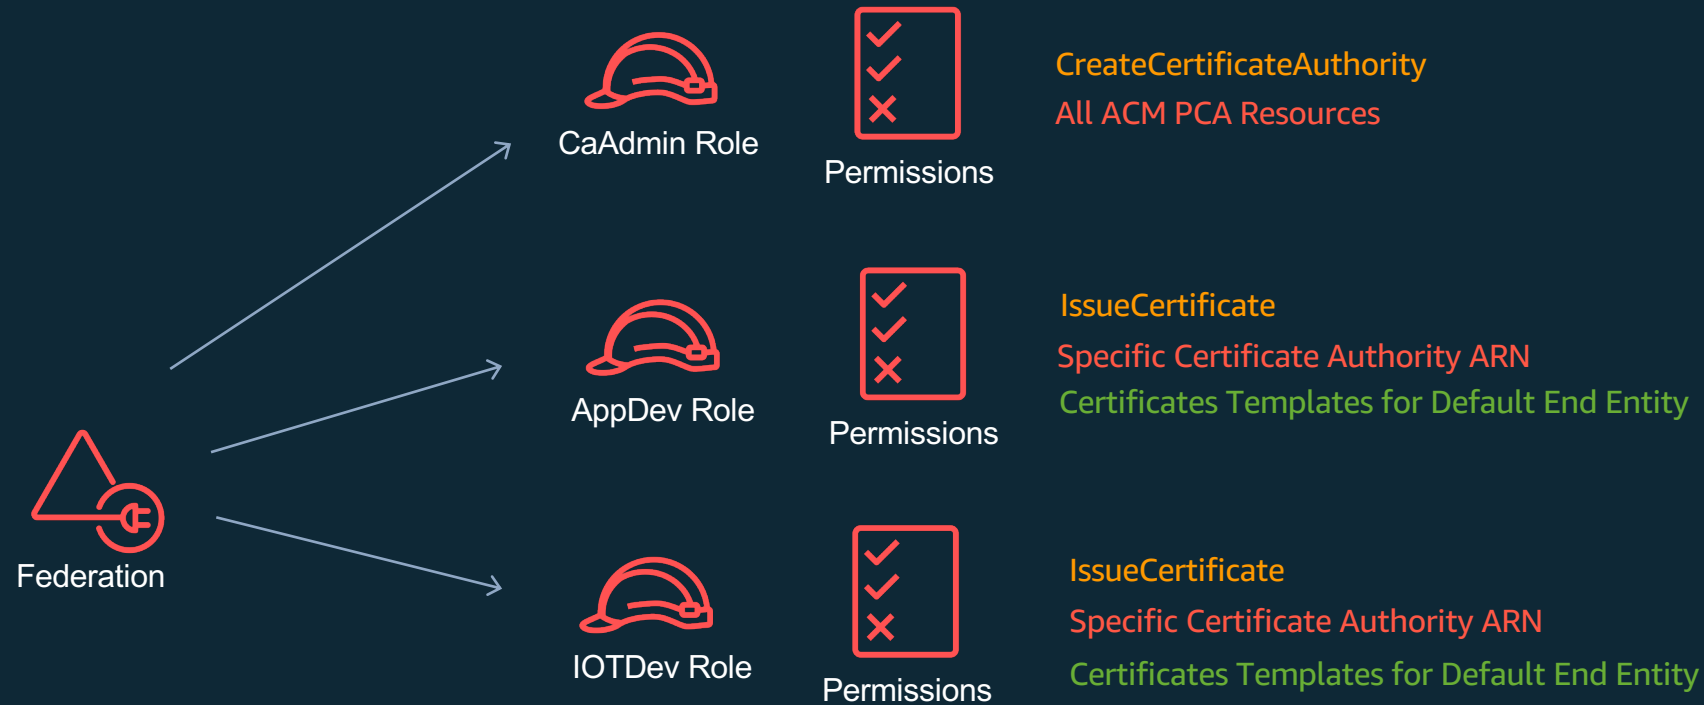 CaAdmin Role
Permissions
CreateCertificateAuthority
All ACM PCA Resources
AppDev Role
Permissions
IssueCertificate
Specific Certificate Authority ARN
Certificates Templates for Default End Entity
Federation
IOTDev Role
Permissions
IssueCertificate
Specific Certificate Authority ARN
Certificates Templates for Default End Entity